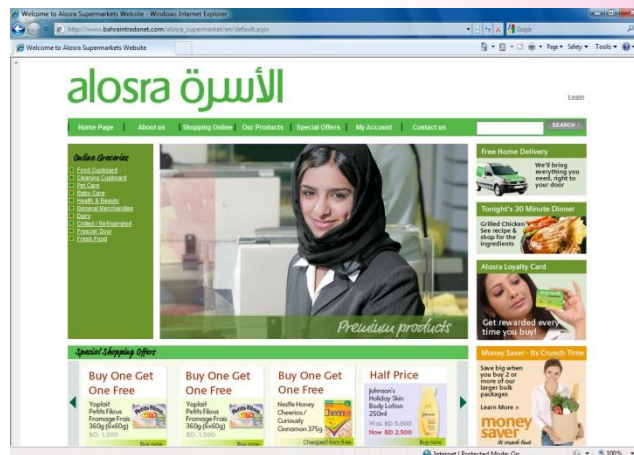 Welcome to Alosra Supermarkets Website - Windows Internet Explorer
http://www.bahraintradanet.com/alosra_supermarket/en/default.aspx
Google
Welcome to Alosra Supermarkets Website
Page
Safety
Tools
alosra الأسرة
Login
Home Page
About us
Shopping Online
Our Products
Special Offers
My Account
Contact us
SEARCH
Online Groceries
Food Cupboard
Cleaning Cupboard
Pet Care
Baby Care
Health & Beauty
General Merchandise
Dairy
Chilled / Refrigerated
Freezer Door
Fresh Food
Premium products
Free Home Delivery
We'll bring
everything you
need, right to
your door
Tonight's 30 Minute Dinner
Grilled Chicken
See recipe &
shop for the
ingredients
Alosra Loyalty Card
Get rewarded every
time you buy!
Special Shopping Offers
Buy One Get
One Free
Yoplait
Petits Filous
Fromage Frais
360g (6x60g)
BD. 1.500
Buy now
Buy One Get
One Free
Yoplait
Petits Filous
Fromage Frais
360g (6x60g)
BD. 1.500
Buy now
Buy One Get
One Free
Nestle Honey
Cheerios /
Curiously
Cinnamon 375g
Cheapest item free
Half Price
Johnson's
Holiday Skin
Body Lotion
250ml
Was BD 5.000
Now BD 2.500
Buy now
Money Saver - Its Crunch Time
Save big when
you buy 2 or
more of our
larger bulk
packages
Learn More »
money
saver
its crunch time
Internet | Protected Mode: On
100%